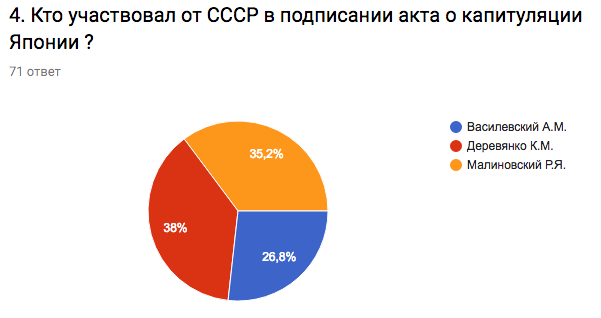 4. Кто участвовал от СССР в подписании акта о капитуляции
Японии ?
71 ответ
Василевский А.М.
Деревянко К.М.
Малиновский Р.Я.
35,2%
38%
26,8%